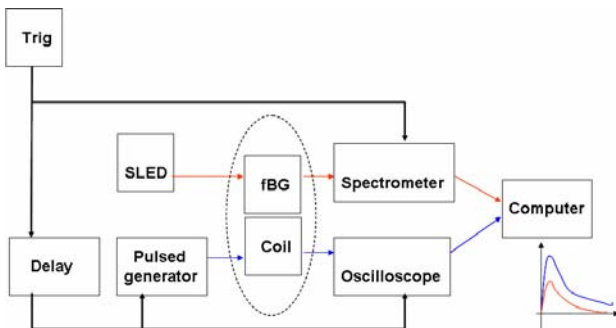 Trig
SLED
fBG
Spectrometer
Computer
Delay
Pulsed
generator
Coil
Oscilloscope